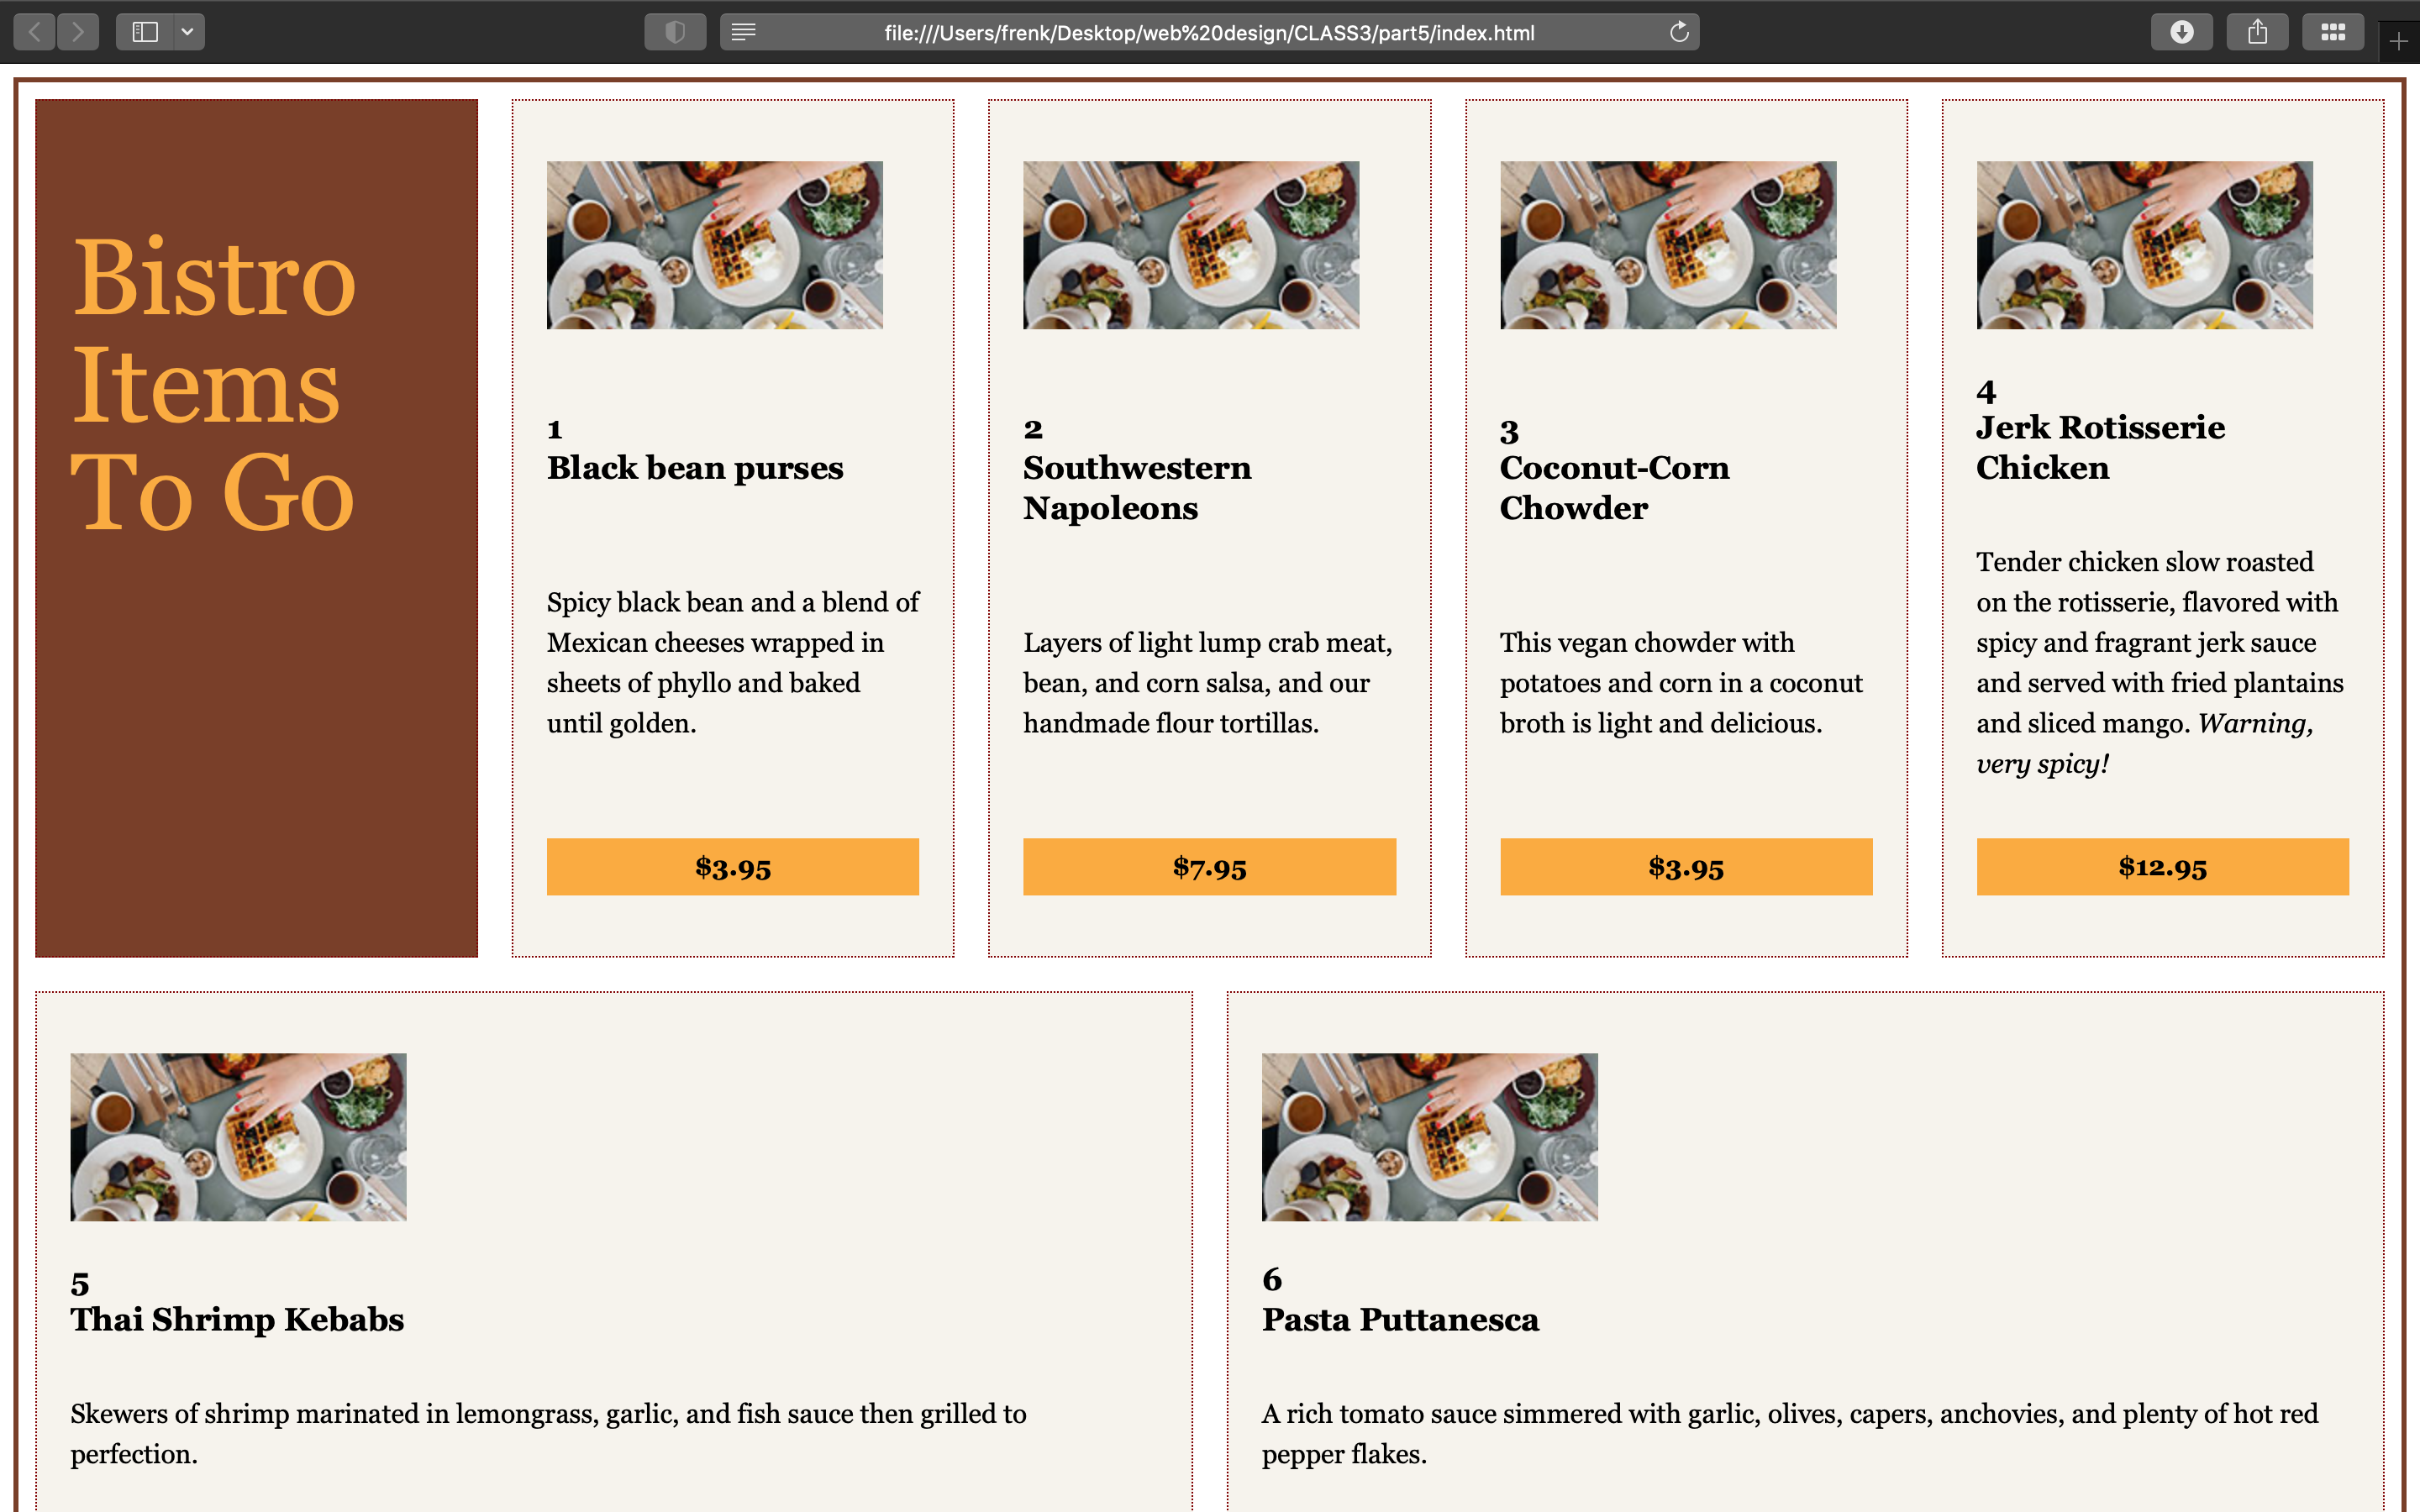 file:///Users/frenk/Desktop/web%20design/CLASS3/part5/index.html
Bistro
Items
To Go
1
Black bean purses
Spicy black bean and a blend of
Mexican cheeses wrapped in
sheets of phyllo and baked
until golden.
$3.95
2
Southwestern
Napoleons
Layers of light lump crab meat,
bean, and corn salsa, and our
handmade flour tortillas.
$7.95
3
Coconut-Corn
Chowder
This vegan chowder with
potatoes and corn in a coconut
broth is light and delicious.
$3.95
4
Jerk Rotisserie
Chicken
Tender chicken slow roasted
on the rotisserie, flavored with
spicy and fragrant jerk sauce
and served with fried plantains
and sliced mango. Warning,
very spicy!
$12.95
5
Thai Shrimp Kebabs
Skewers of shrimp marinated in lemongrass, garlic, and fish sauce then grilled to
perfection.
6
Pasta Puttanesca
A rich tomato sauce simmered with garlic, olives, capers, anchovies, and plenty of hot red
pepper flakes.